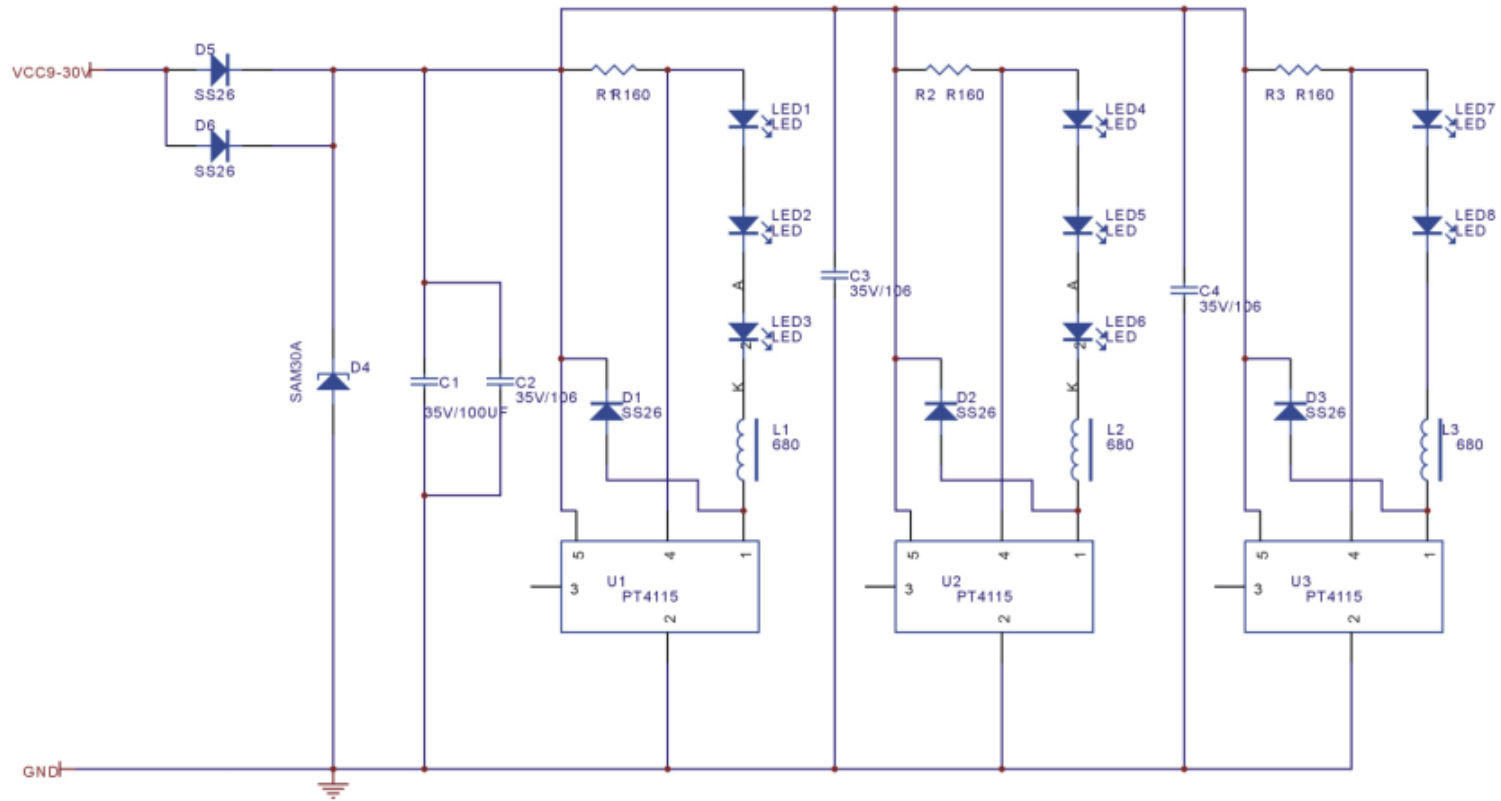 VCC9-30V
D5
SS26
D6
SS26
R1 R160
R2 R160
R3 R160
LED1
LED
LED4
LED
LED7
LED
LED2
LED
LED5
LED
LED8
LED
A
C3
35V/106
A
C4
35V/106
LED3
LED
2
LED6
LED
2
SAM30A
D4
C1
35V/100UF
C2
35V/106
D1
SS26
K
D2
SS26
K
D3
SS26
L1
680
L2
680
L3
680
5 4 1
5 4 1
5 4 1
3
U1
PT4115
2
3
U2
PT4115
2
3
U3
PT4115
2
GND